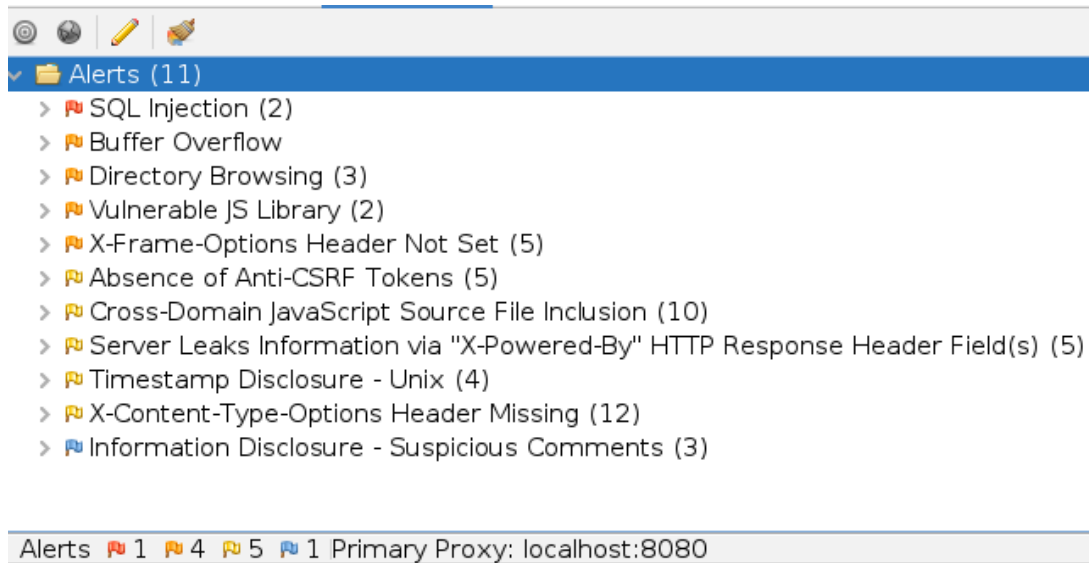 Alerts (11)
SQL Injection (2)
Buffer Overflow
Directory Browsing (3)
Vulnerable JS Library (2)
X-Frame-Options Header Not Set (5)
Absence of Anti-CSRF Tokens (5)
Cross-Domain JavaScript Source File Inclusion (10)
Server Leaks Information via "X-Powered-By" HTTP Response Header Field(s) (5)
Timestamp Disclosure - Unix (4)
X-Content-Type-Options Header Missing (12)
Information Disclosure - Suspicious Comments (3)
Alerts 1 4 5 1 Primary Proxy: localhost:8080